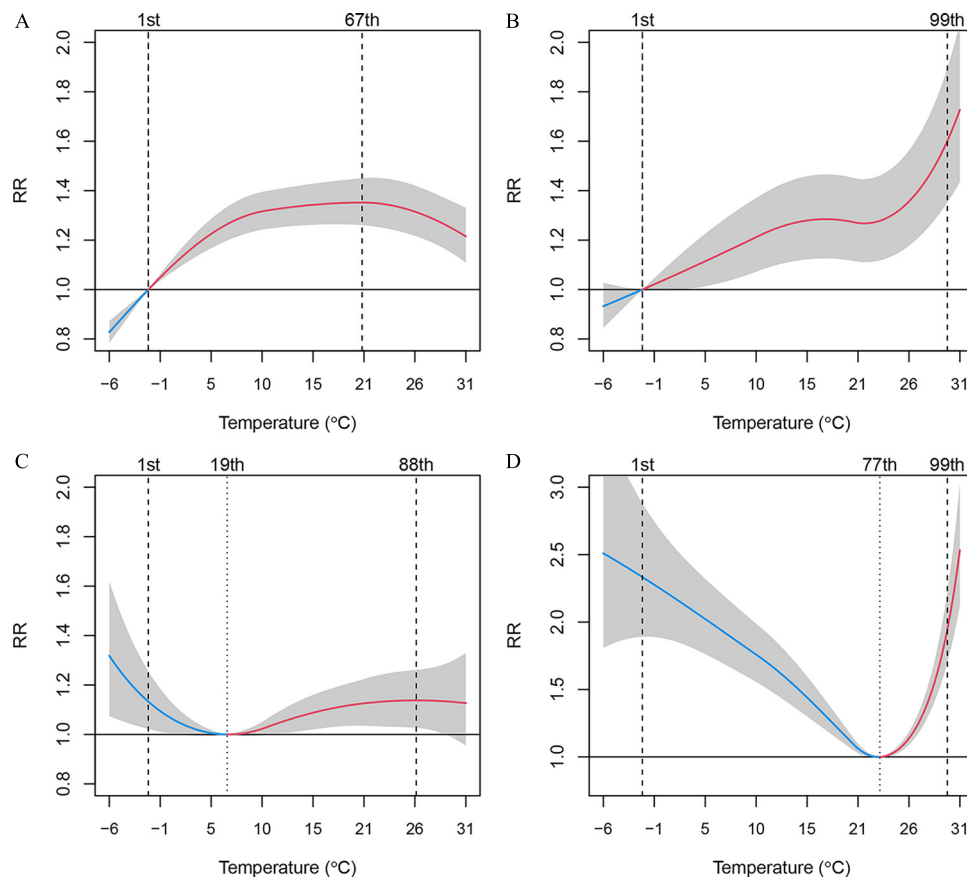 A
1st 67th
2.0
1.8
1.6
1.4
1.2
1.0
0.8
RR
−6 −1 5 10 15 21 26 31
Temperature (°C)
B
1st 99th
2.0
1.8
1.6
1.4
1.2
1.0
0.8
RR
−6 −1 5 10 15 21 26 31
Temperature (°C)
C
1st 19th 88th
2.0
1.8
1.6
1.4
1.2
1.0
0.8
RR
−6 −1 5 10 15 21 26 31
Temperature (°C)
D
1st 77th 99th
3.0
2.5
2.0
1.5
1.0
RR
−6 −1 5 10 15 21 26 31
Temperature (°C)